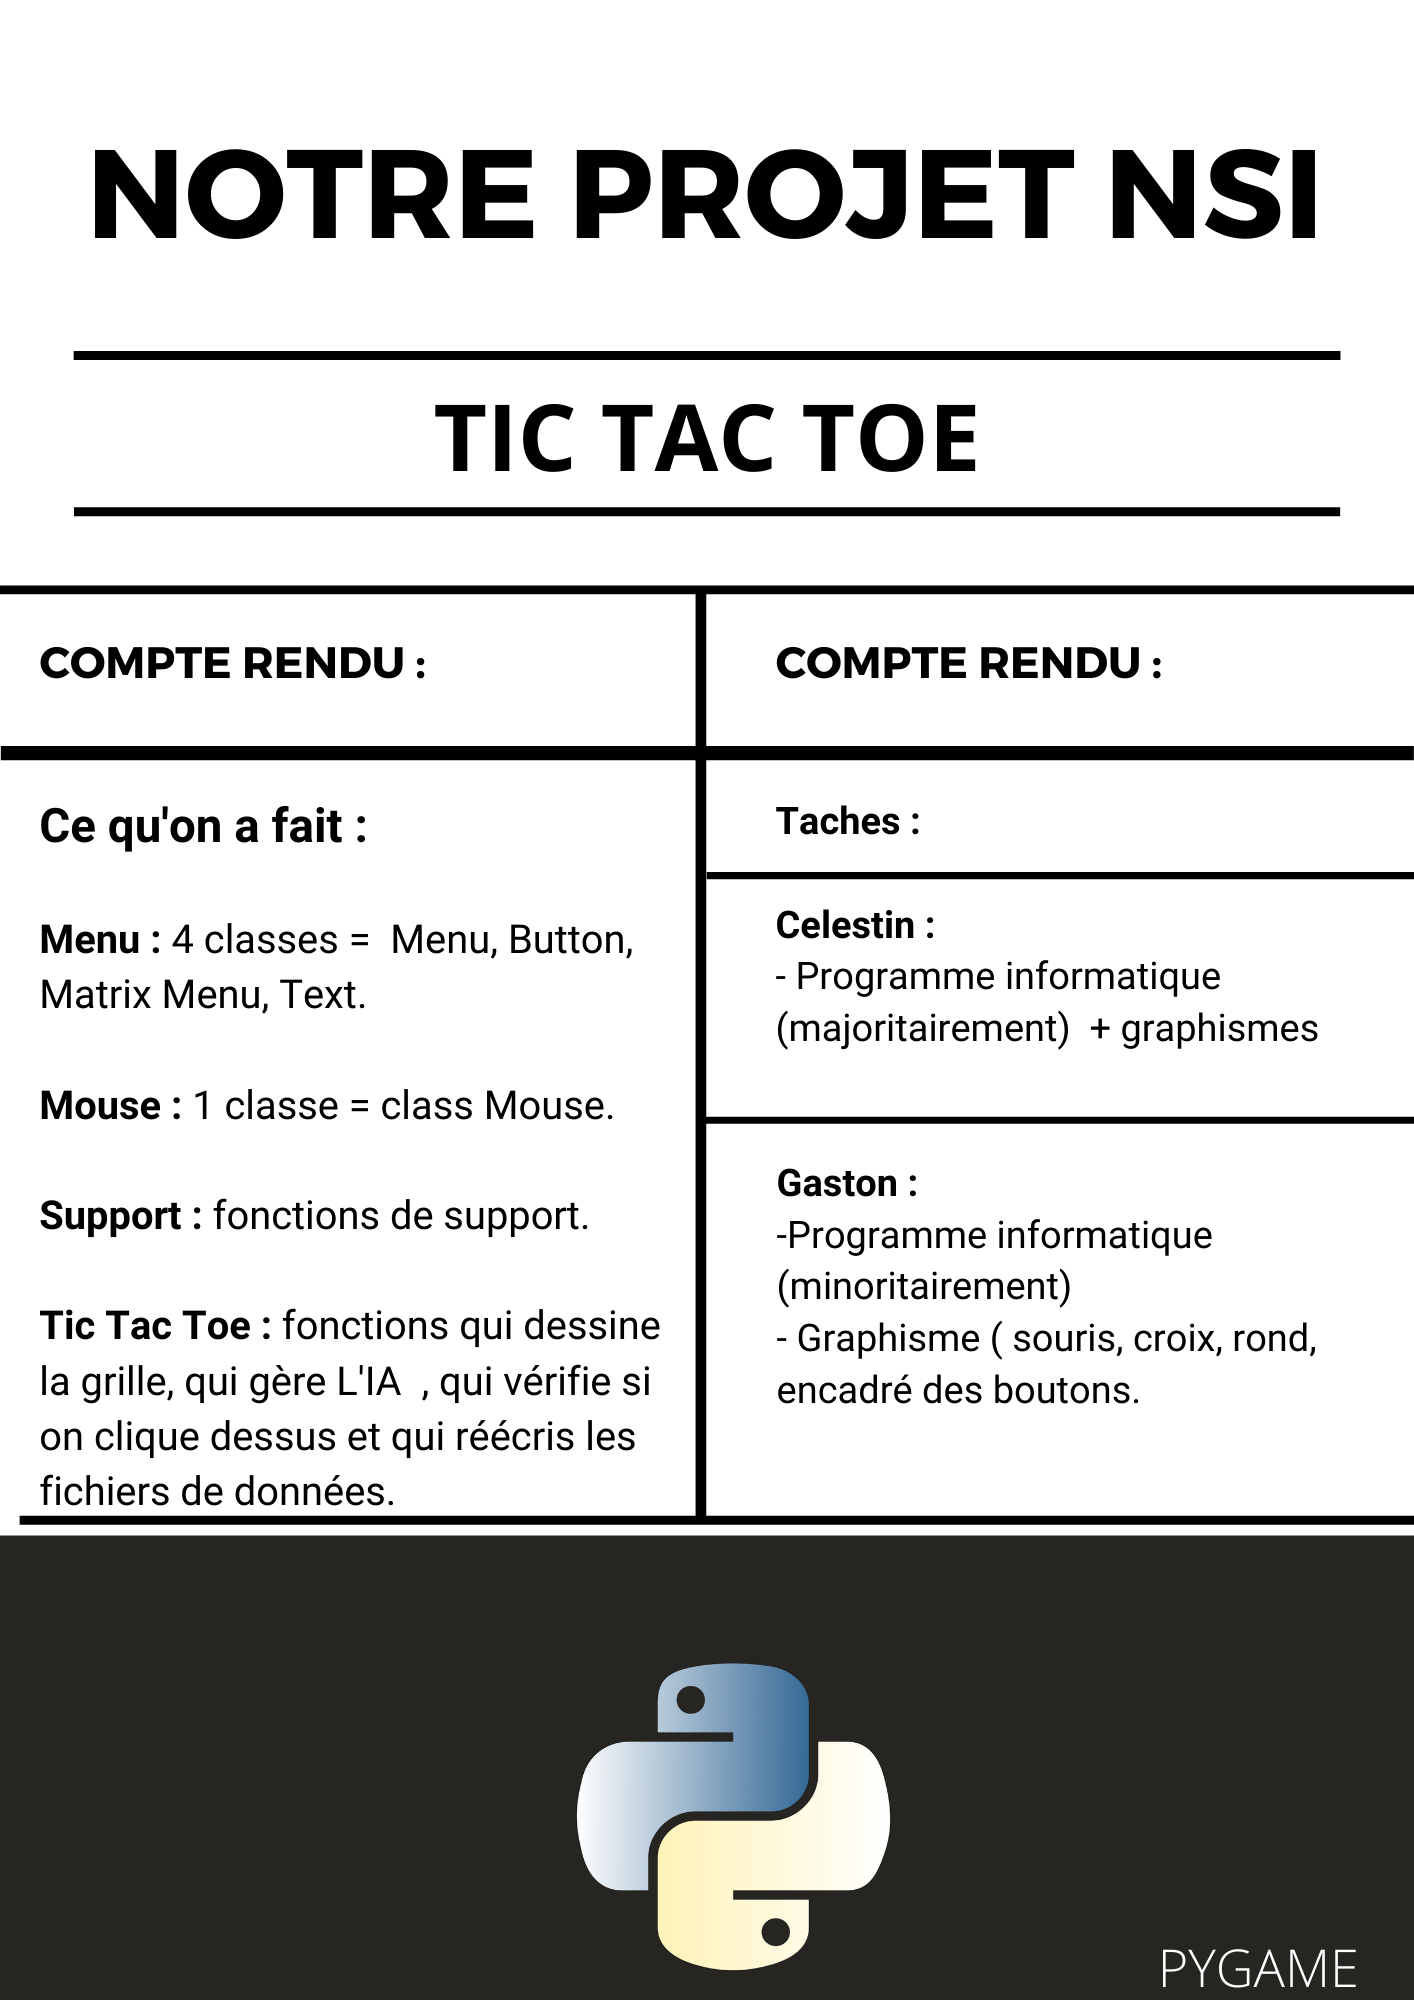 NOTRE PROJET NSI
TIC TAC TOE
COMPTE RENDU :
Ce qu'on a fait :
Menu : 4 classes =  Menu, Button,
Matrix Menu, Text.
Mouse : 1 classe = class Mouse.
Support : fonctions de support.
Tic Tac Toe : fonctions qui dessine
la grille, qui gère L'IA  , qui vérifie si
on clique dessus et qui réécris les
fichiers de données.
COMPTE RENDU :
Taches :
Celestin :
- Programme informatique
(majoritairement)  + graphismes
Gaston :
-Programme informatique
(minoritairement)
- Graphisme ( souris, croix, rond,
encadré des boutons.
PYGAME